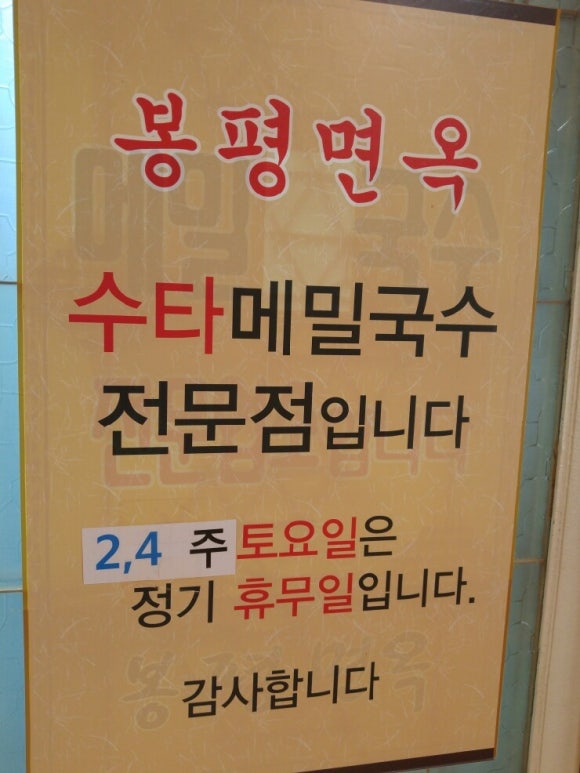 봉평면옥
수타메밀국수
전문점입니다
2,4 주 토요일은
정기 휴무일입니다.
감사합니다